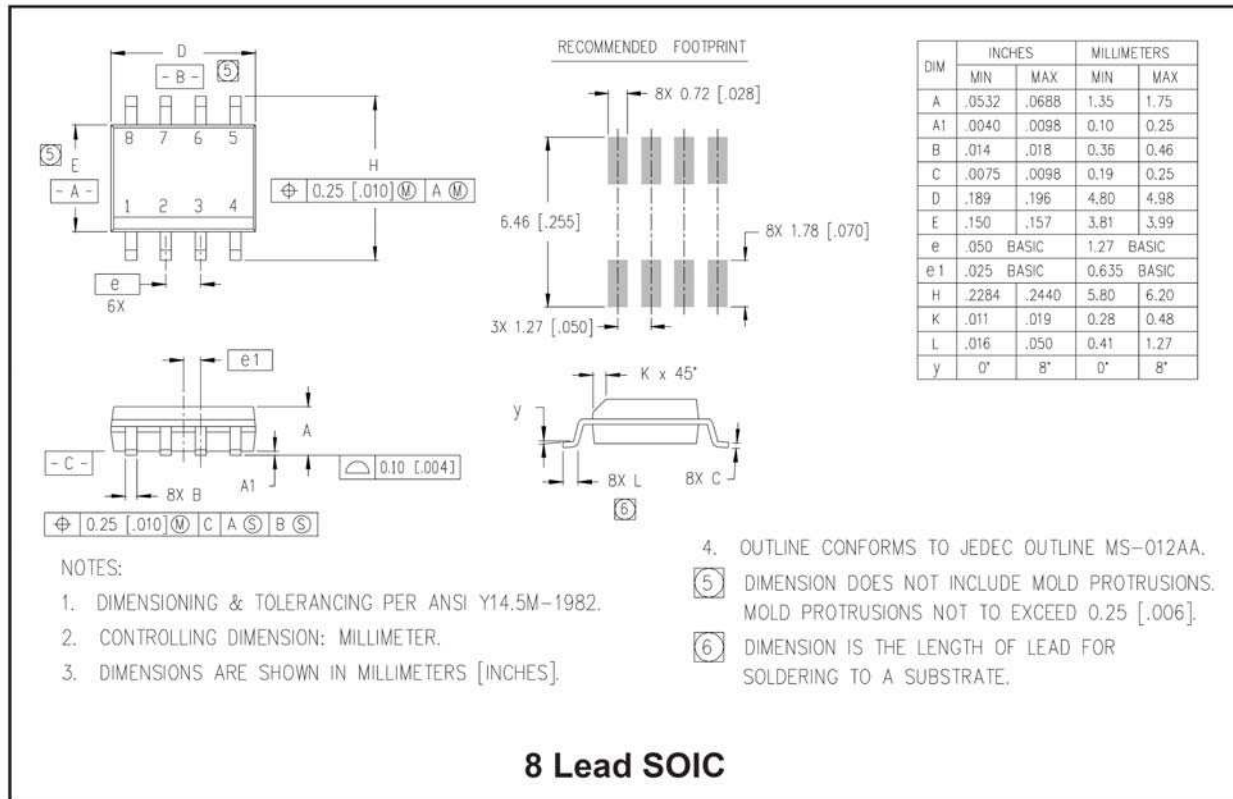 D
- B -
5
8 7 6 5
5
E
- A -
H
⌖ 0.25 [.010] Ⓜ A Ⓜ
1 2 3 4
e
6X
RECOMMENDED FOOTPRINT
8X 0.72 [.028]
6.46 [.255]
8X 1.78 [.070]
3X 1.27 [.050]
DIM INCHES MILLIMETERS
MIN MAX MIN MAX
A .0532 .0688 1.35 1.75
A1 .0040 .0098 0.10 0.25
B .014 .018 0.36 0.46
C .0075 .0098 0.19 0.25
D .189 .196 4.80 4.98
E .150 .157 3.81 3.99
e .050 BASIC 1.27 BASIC
e1 .025 BASIC 0.635 BASIC
H .2284 .2440 5.80 6.20
K .011 .019 0.28 0.48
L .016 .050 0.41 1.27
y 0° 8° 0° 8°
e1
A
- C -
8X B
A1
⌓ 0.10 [.004]
⌖ 0.25 [.010] Ⓜ C A Ⓢ B Ⓢ
K x 45°
y
8X L
8X C
6
NOTES:
1. DIMENSIONING & TOLERANCING PER ANSI Y14.5M-1982.
2. CONTROLLING DIMENSION: MILLIMETER.
3. DIMENSIONS ARE SHOWN IN MILLIMETERS [INCHES].
4. OUTLINE CONFORMS TO JEDEC OUTLINE MS-012AA.
5 DIMENSION DOES NOT INCLUDE MOLD PROTRUSIONS.
MOLD PROTRUSIONS NOT TO EXCEED 0.25 [.006].
6 DIMENSION IS THE LENGTH OF LEAD FOR
SOLDERING TO A SUBSTRATE.
8 Lead SOIC